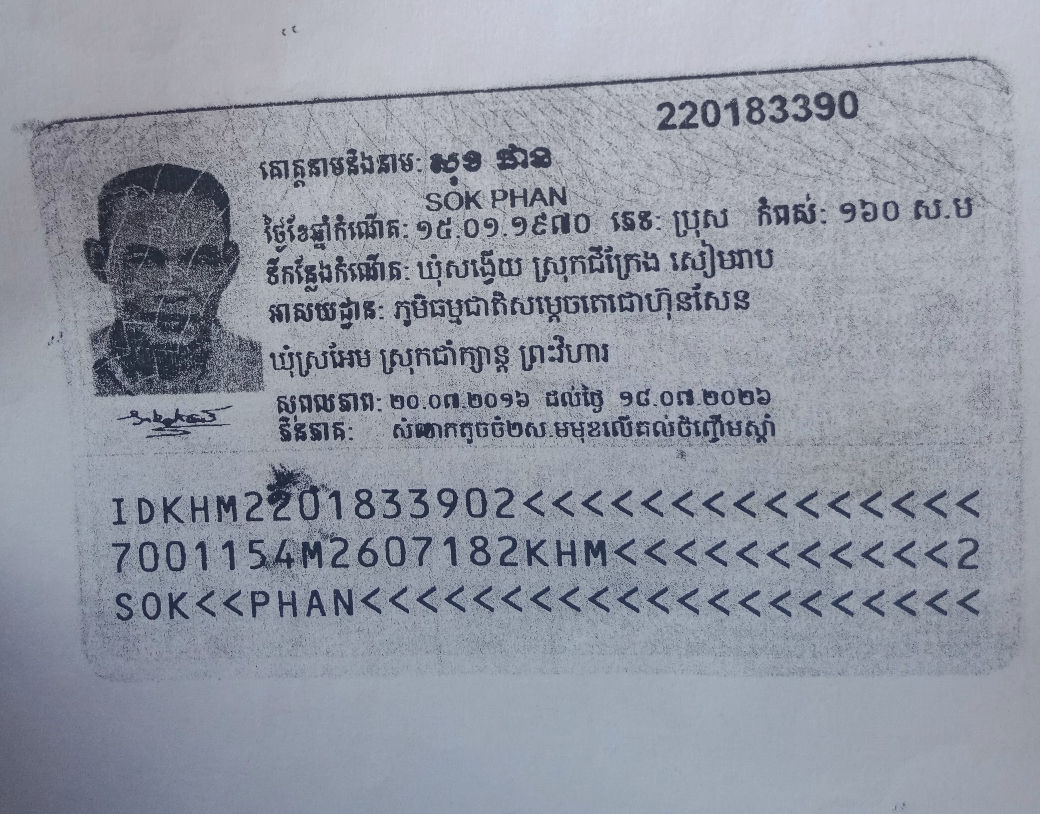 220183390
គោត្តនាមនិងនាម: សុខ ផាន
SOK PHAN
ថ្ងៃខែឆ្នាំកំណើត: ១៥.០១.១៩៧០ ភេទ: ប្រុស កំពស់: ១៦០ ស.ម
ទីកន្លែងកំណើត: ឃុំសង្វើយ ស្រុកជីក្រែង សៀមរាប
អាសយដ្ឋាន: ភូមិធម្មជាតិសម្តេចតេជោហ៊ុនសែន
ឃុំស្រអែម ស្រុកជាំក្សាន្ត ព្រះវិហារ
សុពលភាព: ២០.០៧.២០១៦ ដល់ថ្ងៃ ១៨.០៧.២០២៦
ភិនភាគ: សំលាកតូចចំ២ស.មមុខលើគល់ចិញ្ចើមស្តាំ
IDKHM2201833902<<<<<<<<<<<<<<<
7001154M2607182KHM<<<<<<<<<<<2
SOK<<PHAN<<<<<<<<<<<<<<<<<<<<<